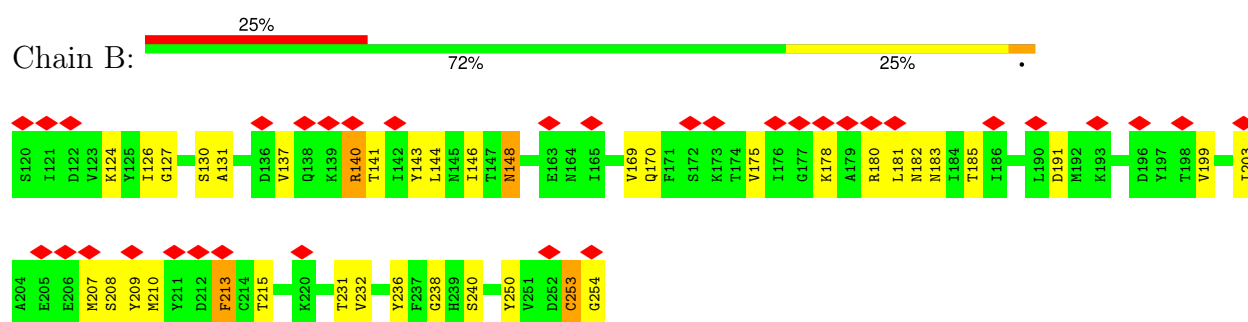 25%
Chain B:
72% 25% •
S120 I121 D122 V123 K124 Y125 I126 G127 S130 A131 D136 V137 Q138 K139 R140 T141 I142 Y143 L144 N145 I146 T147 N148 E163 N164 I165 V169 Q170 F171 S172 K173 T174 V175 I176 G177 K178 A179 R180 L181 N182 N183 I184 T185 I186 L190 D191 M192 K193 D196 Y197 T198 V199 I203
A204 E205 E206 M207 S208 Y209 M210 Y211 D212 F213 C214 T215 K220 T231 V232 Y236 F237 G238 H239 S240 Y250 V251 D252 C253 G254